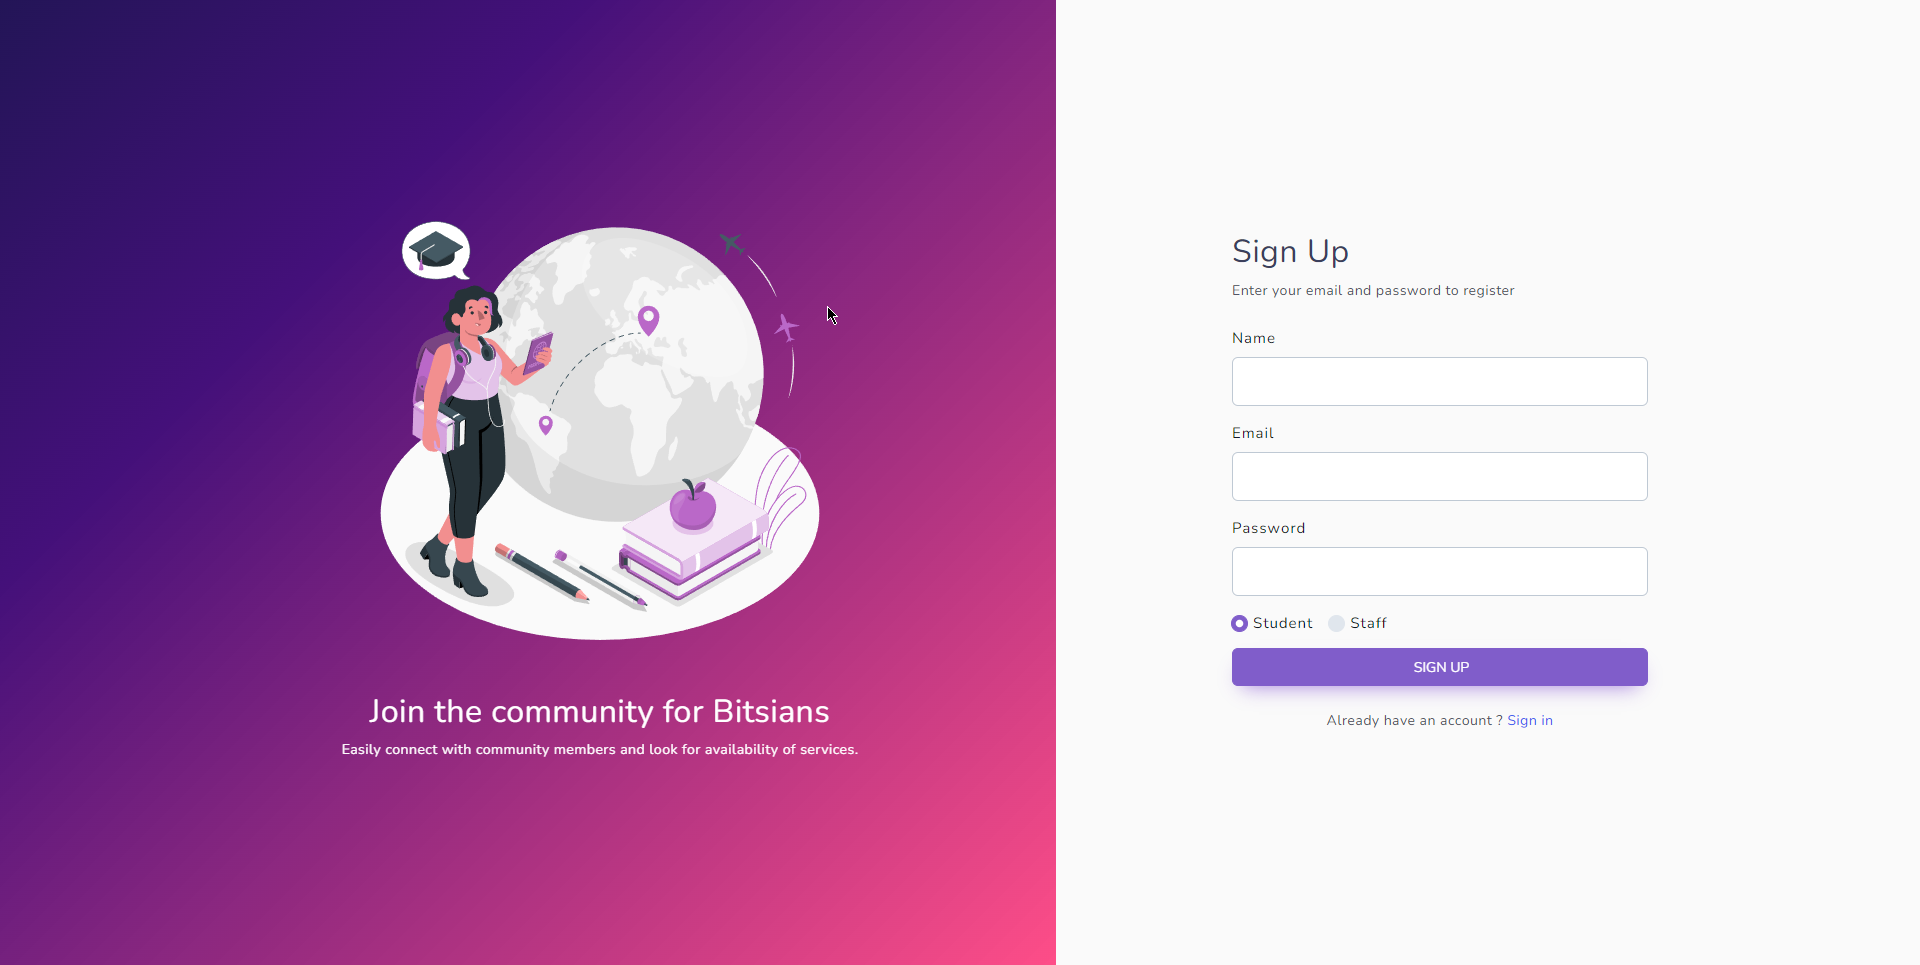 Join the community for Bitsians
Easily connect with community members and look for availability of services.
Sign Up
Enter your email and password to register
Name
Email
Password
Student Staff
SIGN UP
Already have an account ? Sign in